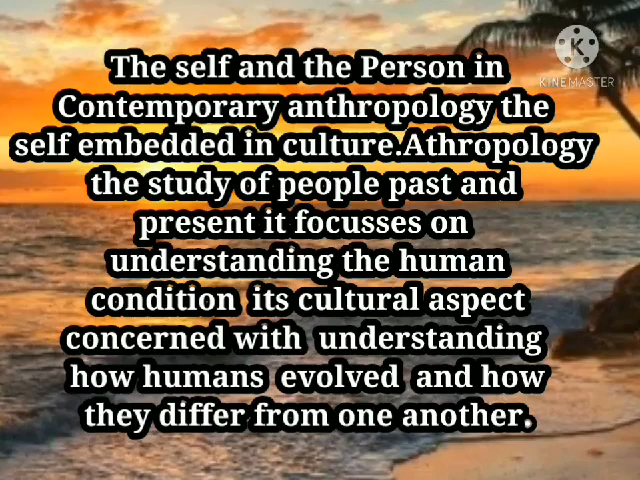 The self and the Person in
Contemporary anthropology the
self embedded in culture.Athropology
the study of people past and
present it focusses on
understanding the human
condition its cultural aspect
concerned with understanding
how humans evolved and how
they differ from one another.
K
KINEMASTER